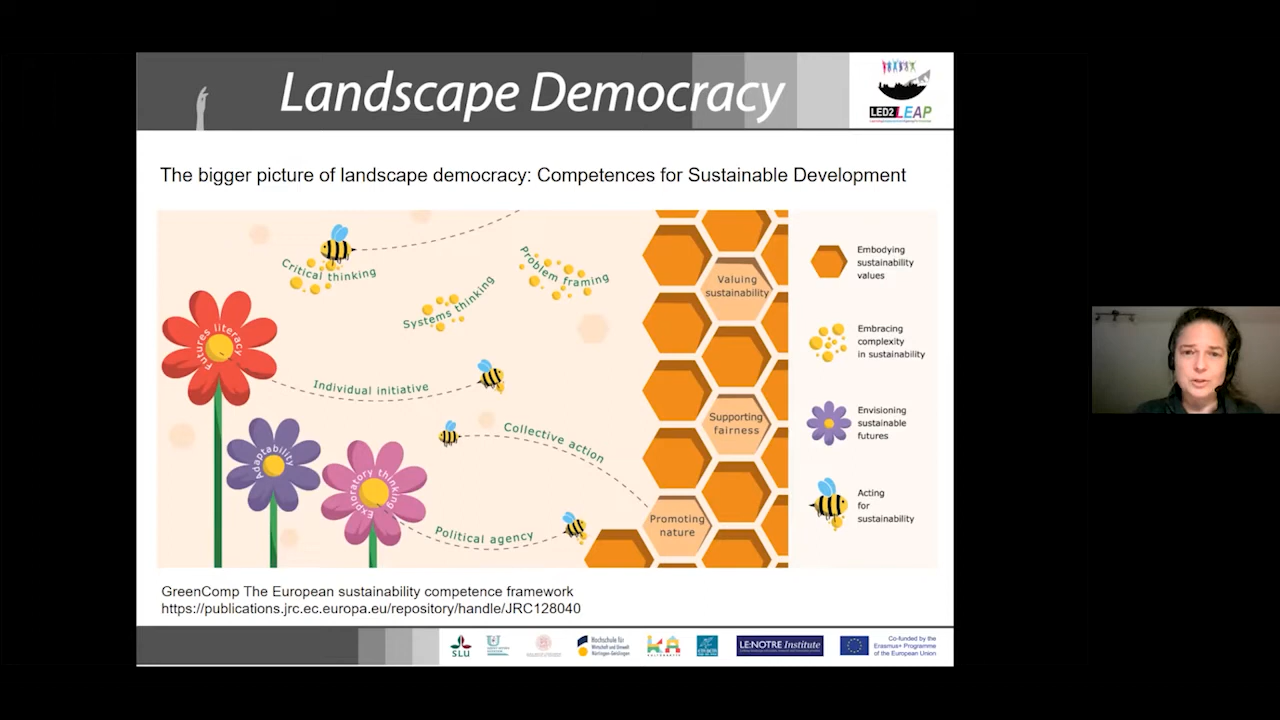 Landscape Democracy
LED2LEAP
The bigger picture of landscape democracy: Competences for Sustainable Development
Critical thinking
Problem framing
Systems thinking
Futures literacy
Individual initiative
Adaptability
Collective action
Exploratory thinking
Political agency
Valuing
sustainability
Supporting
fairness
Promoting
nature
Embodying
sustainability
values
Embracing
complexity
in sustainability
Envisioning
sustainable
futures
Acting
for
sustainability
GreenComp The European sustainability competence framework
https://publications.jrc.ec.europa.eu/repository/handle/JRC128040
SLU
Hochschule für
Wirtschaft und Umwelt
Nürtingen-Geislingen
LE:NOTRE Institute
Co-funded by the
Erasmus+ Programme
of the European Union